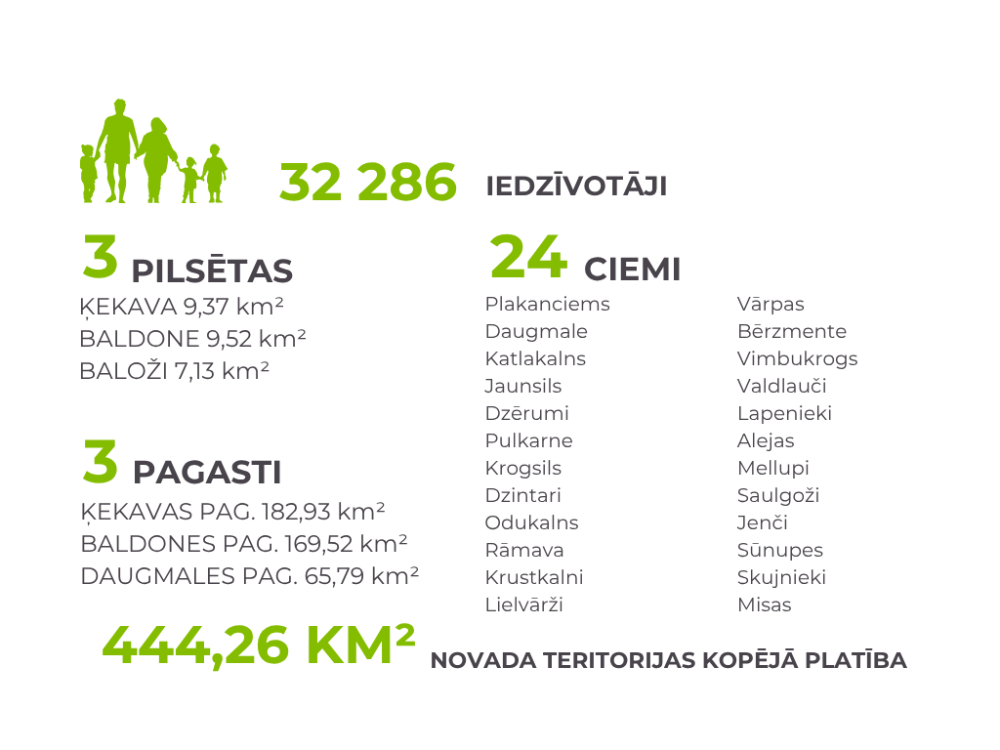 32 286 IEDZĪVOTĀJI
3 PILSĒTAS
ĶEKAVA 9,37 km²
BALDONE 9,52 km²
BALOŽI 7,13 km²
3 PAGASTI
ĶEKAVAS PAG. 182,93 km²
BALDONES PAG. 169,52 km²
DAUGMALES PAG. 65,79 km²
24 CIEMI
Plakanciems
Daugmale
Katlakalns
Jaunsils
Dzērumi
Pulkarne
Krogsils
Dzintari
Odukalns
Rāmava
Krustkalni
Lielvārži
Vārpas
Bērzmente
Vimbukrogs
Valdlauči
Lapenieki
Alejas
Mellupi
Saulgoži
Jenči
Sūnupes
Skujnieki
Misas
444,26 KM² NOVADA TERITORIJAS KOPĒJĀ PLATĪBA